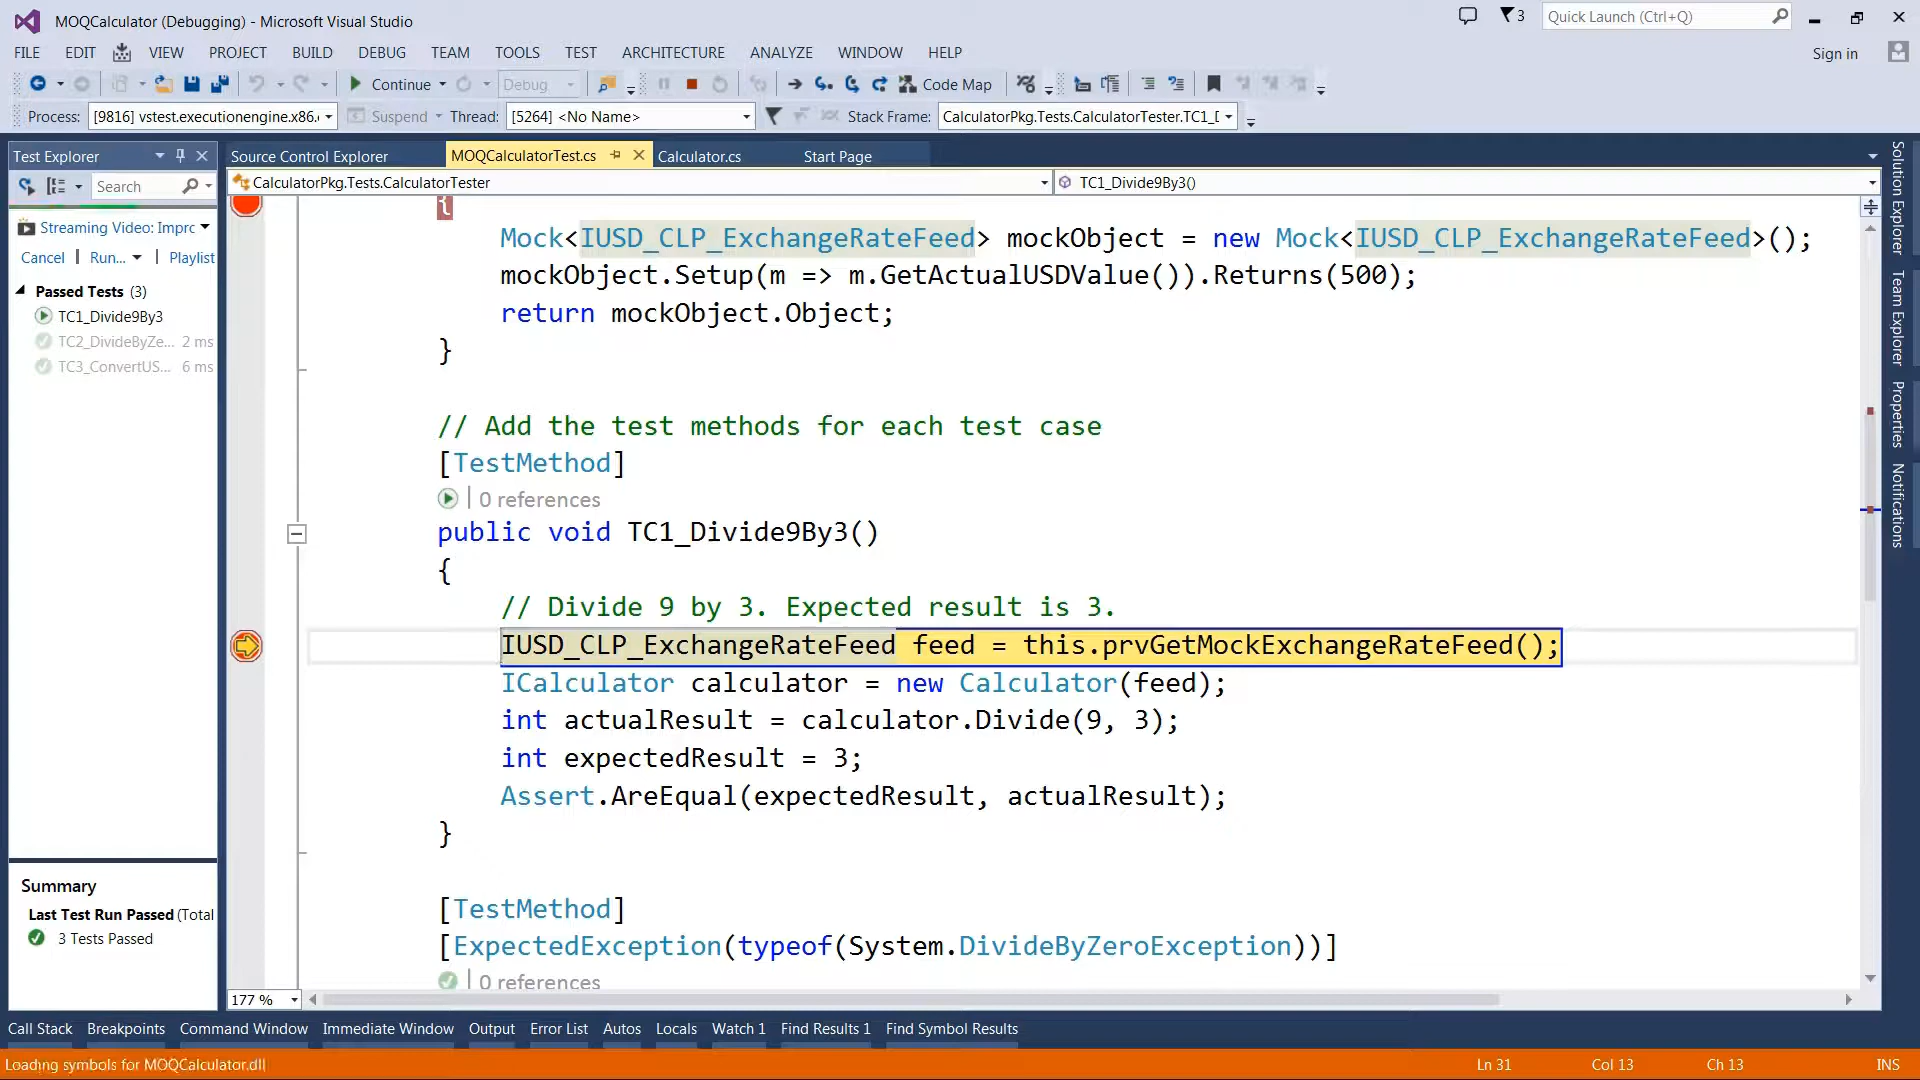 MOQCalculator (Debugging) - Microsoft Visual Studio
3
Quick Launch (Ctrl+Q)
FILE EDIT VIEW PROJECT BUILD DEBUG TEAM TOOLS TEST ARCHITECTURE ANALYZE WINDOW HELP
Sign in
Continue Debug Code Map
Process: [9816] vstest.executionengine.x86. Suspend Thread: [5264] <No Name> Stack Frame: CalculatorPkg.Tests.CalculatorTester.TC1_D
Test Explorer
Search
Streaming Video: Impro
Cancel Run... Playlist
Passed Tests (3)
TC1_Divide9By3
TC2_DivideByZe... 2 ms
TC3_ConvertUS... 6 ms
Summary
Last Test Run Passed (Total
3 Tests Passed
Source Control Explorer MOQCalculatorTest.cs Calculator.cs Start Page
CalculatorPkg.Tests.CalculatorTester TC1_Divide9By3()
{
Mock<IUSD_CLP_ExchangeRateFeed> mockObject = new Mock<IUSD_CLP_ExchangeRateFeed>();
mockObject.Setup(m => m.GetActualUSDValue()).Returns(500);
return mockObject.Object;
}
// Add the test methods for each test case
[TestMethod]
| 0 references
public void TC1_Divide9By3()
{
// Divide 9 by 3. Expected result is 3.
IUSD_CLP_ExchangeRateFeed feed = this.prvGetMockExchangeRateFeed();
ICalculator calculator = new Calculator(feed);
int actualResult = calculator.Divide(9, 3);
int expectedResult = 3;
Assert.AreEqual(expectedResult, actualResult);
}
[TestMethod]
[ExpectedException(typeof(System.DivideByZeroException))]
| 0 references
177 %
Solution Explorer
Team Explorer
Properties
Notifications
Call Stack Breakpoints Command Window Immediate Window Output Error List Autos Locals Watch 1 Find Results 1 Find Symbol Results
Loading symbols for MOQCalculator.dll
Ln 31 Col 13 Ch 13 INS